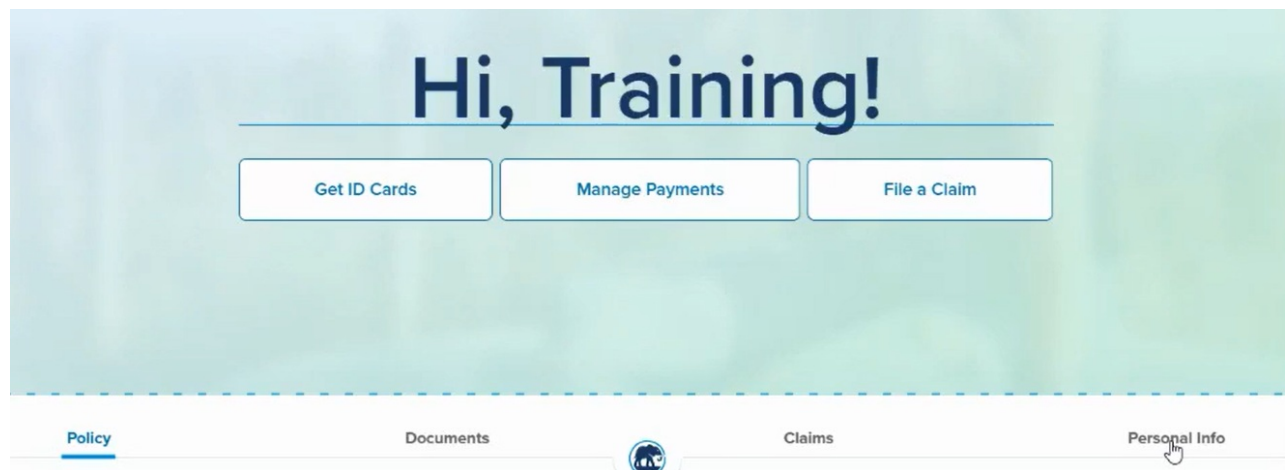 Hi, Training!
Get ID Cards Manage Payments File a Claim
Policy Documents Claims Personal Info